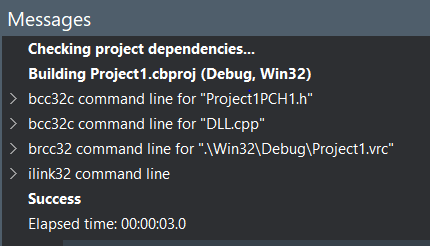 Messages
Checking project dependencies...
Building Project1.cbproj (Debug, Win32)
bcc32c command line for "Project1PCH1.h"
bcc32c command line for "DLL.cpp"
brcc32 command line for ".\Win32\Debug\Project1.vrc"
ilink32 command line
Success
Elapsed time: 00:00:03.0